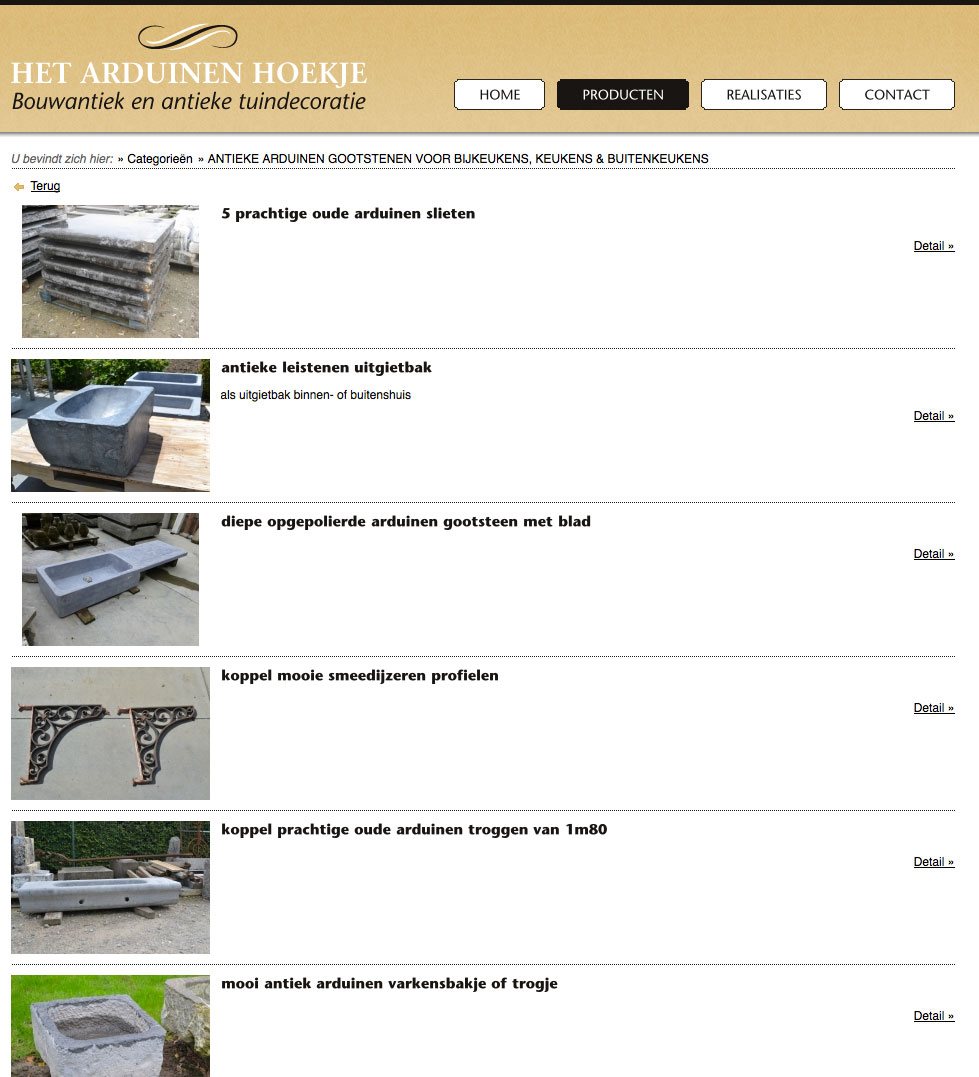 HET ARDUINEN HOEKJE
Bouwantiek en antieke tuindecoratie
HOME
PRODUCTEN
REALISATIES
CONTACT
U bevindt zich hier: » Categorieën » ANTIEKE ARDUINEN GOOTSTENEN VOOR BIJKEUKENS, KEUKENS & BUITENKEUKENS
Terug
5 prachtige oude arduinen slieten
Detail »
antieke leistenen uitgietbak
als uitgietbak binnen- of buitenshuis
Detail »
diepe opgepolierde arduinen gootsteen met blad
Detail »
koppel mooie smeedijzeren profielen
Detail »
koppel prachtige oude arduinen troggen van 1m80
Detail »
mooi antiek arduinen varkensbakje of trogje
Detail »